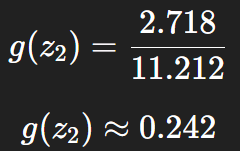 g(z₂) = 2.718 / 11.212
g(z₂) ≈ 0.242